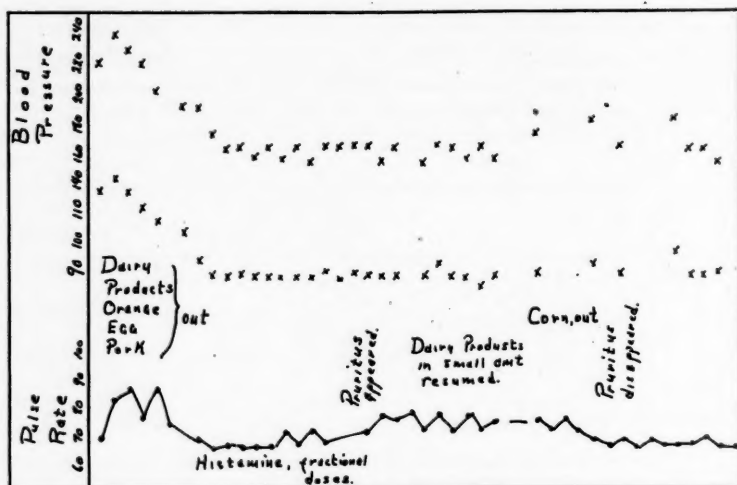 Blood
Pressure
240
220
200
180
160
140
110
100
90
Dairy
Products
Orange
Egg
Pork
out
Pruritus
appeared.
Dairy Products
in small amt
resumed.
Corn, out
Pruritus
disappeared.
Pulse
Rate
100
90
80
70
60
Histamine, fractional
doses.